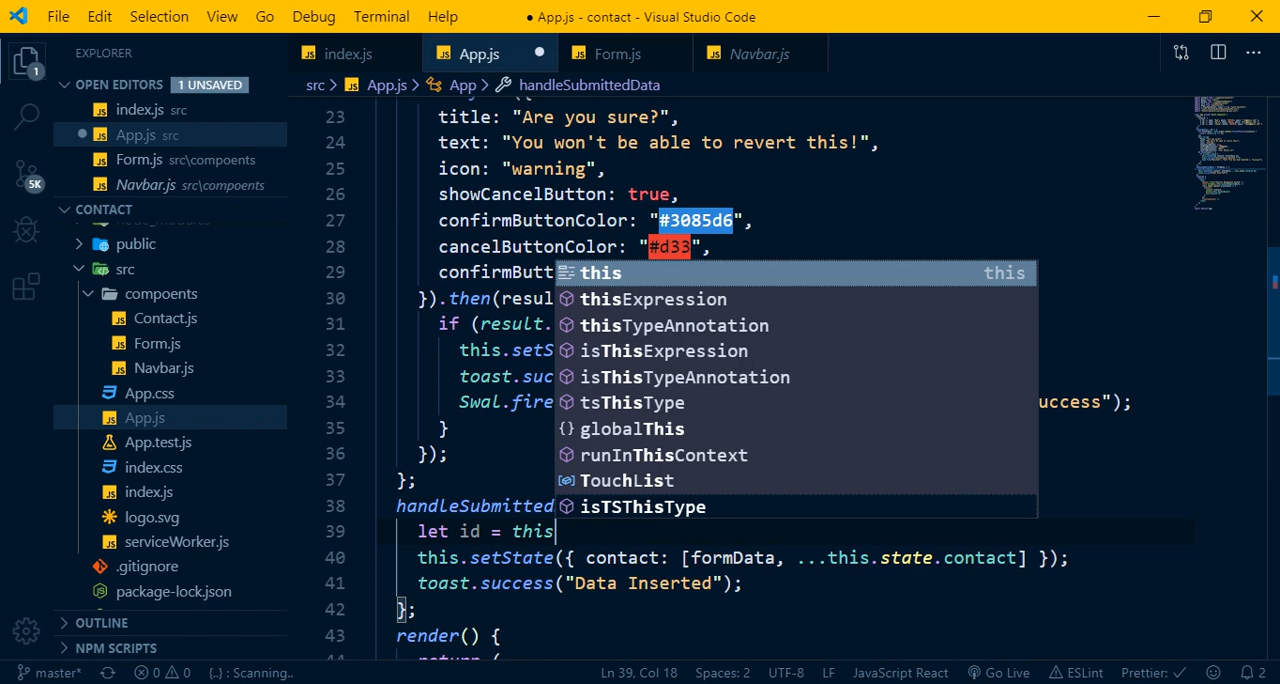 File Edit Selection View Go Debug Terminal Help
● App.js - contact - Visual Studio Code
EXPLORER
OPEN EDITORS 1 UNSAVED
index.js src
App.js src
Form.js src\compoents
Navbar.js src\compoents
CONTACT
public
src
compoents
Contact.js
Form.js
Navbar.js
App.css
App.js
App.test.js
index.css
index.js
logo.svg
serviceWorker.js
.gitignore
package-lock.json
OUTLINE
NPM SCRIPTS
1
5K
index.js App.js Form.js Navbar.js
src > App.js > App > handleSubmittedData
23 title: "Are you sure?",
24 text: "You won't be able to revert this!",
25 icon: "warning",
26 showCancelButton: true,
27 confirmButtonColor: "#3085d6",
28 cancelButtonColor: "#d33",
29 confirmButt
30 }).then(resul
31 if (result.
32 this.setS
33 toast.suc
34 Swal.fire uccess");
35 }
36 });
37 };
38 handleSubmitted
39 let id = this
40 this.setState({ contact: [formData, ...this.state.contact] });
41 toast.success("Data Inserted");
42 };
43 render() {
this this
thisExpression
thisTypeAnnotation
isThisExpression
isThisTypeAnnotation
tsThisType
globalThis
runInThisContext
TouchList
isTSThisType
master* 0 0 {..} : Scanning.. Ln 39, Col 18 Spaces: 2 UTF-8 LF JavaScript React Go Live ESLint Prettier: ✓ 2